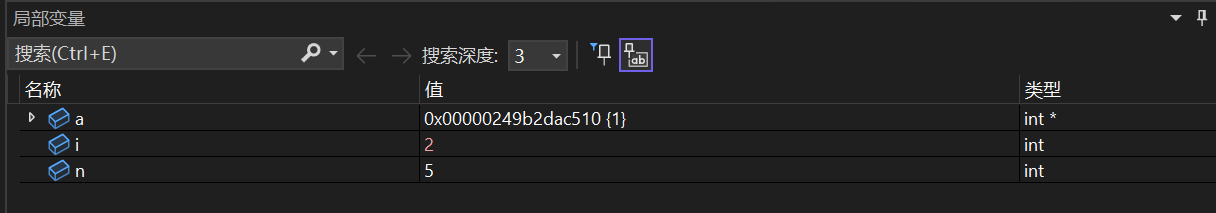 局部变量
搜索(Ctrl+E) 搜索深度: 3 ab
名称 值 类型
a 0x00000249b2dac510 {1} int *
i 2 int
n 5 int